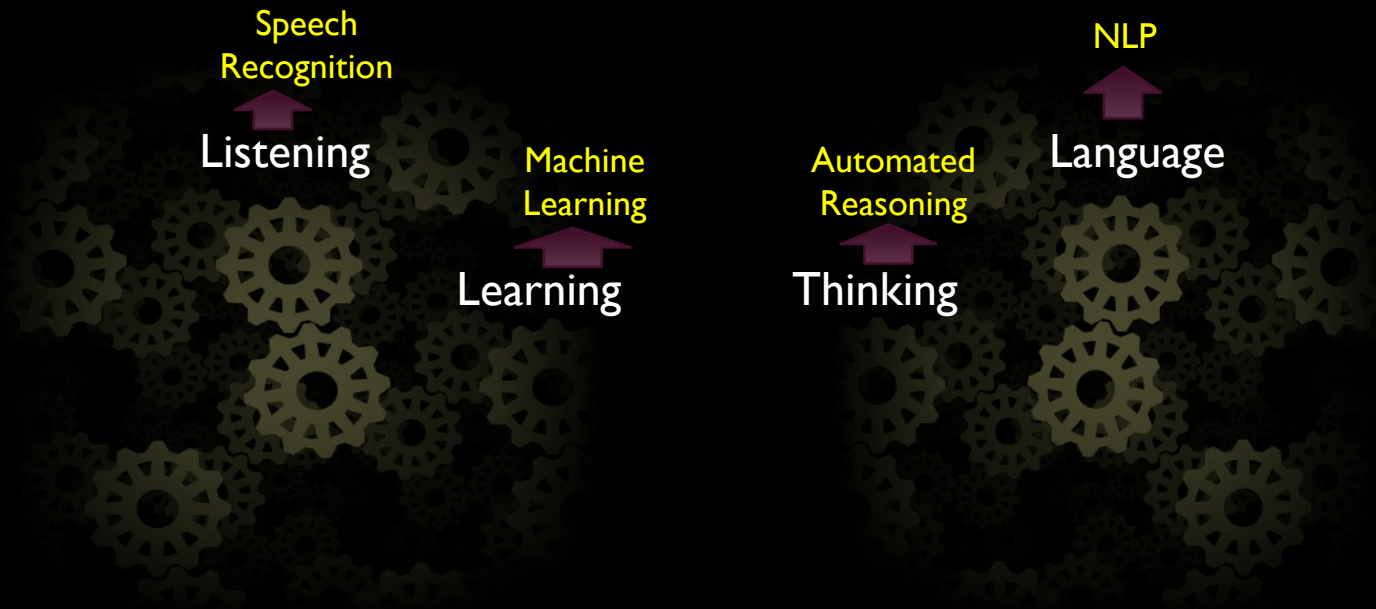 Speech
Recognition
Listening
Machine
Learning
Learning
Automated
Reasoning
Thinking
NLP
Language